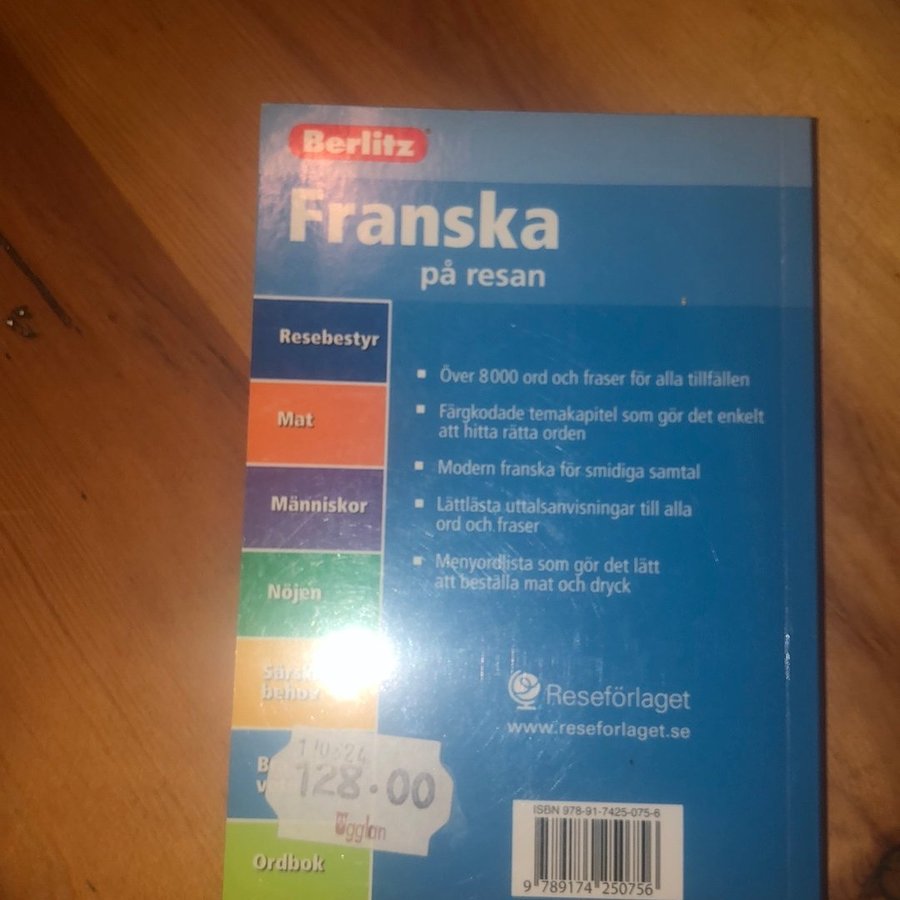 Berlitz
Franska
på resan
Resebestyr
Mat
Människor
Nöjen
behov
Ordbok
Över 8000 ord och fraser för alla tillfällen
Färgkodade temakapitel som gör det enkelt
att hitta rätta orden
Modern franska för smidiga samtal
Lättlästa uttalsanvisningar till alla
ord och fraser
Menyordlista som gör det lätt
att beställa mat och dryck
Reseförlaget
www.reseforlaget.se
128.00
Ugglan
ISBN 978-91-7425-075-6
9 789174 250756